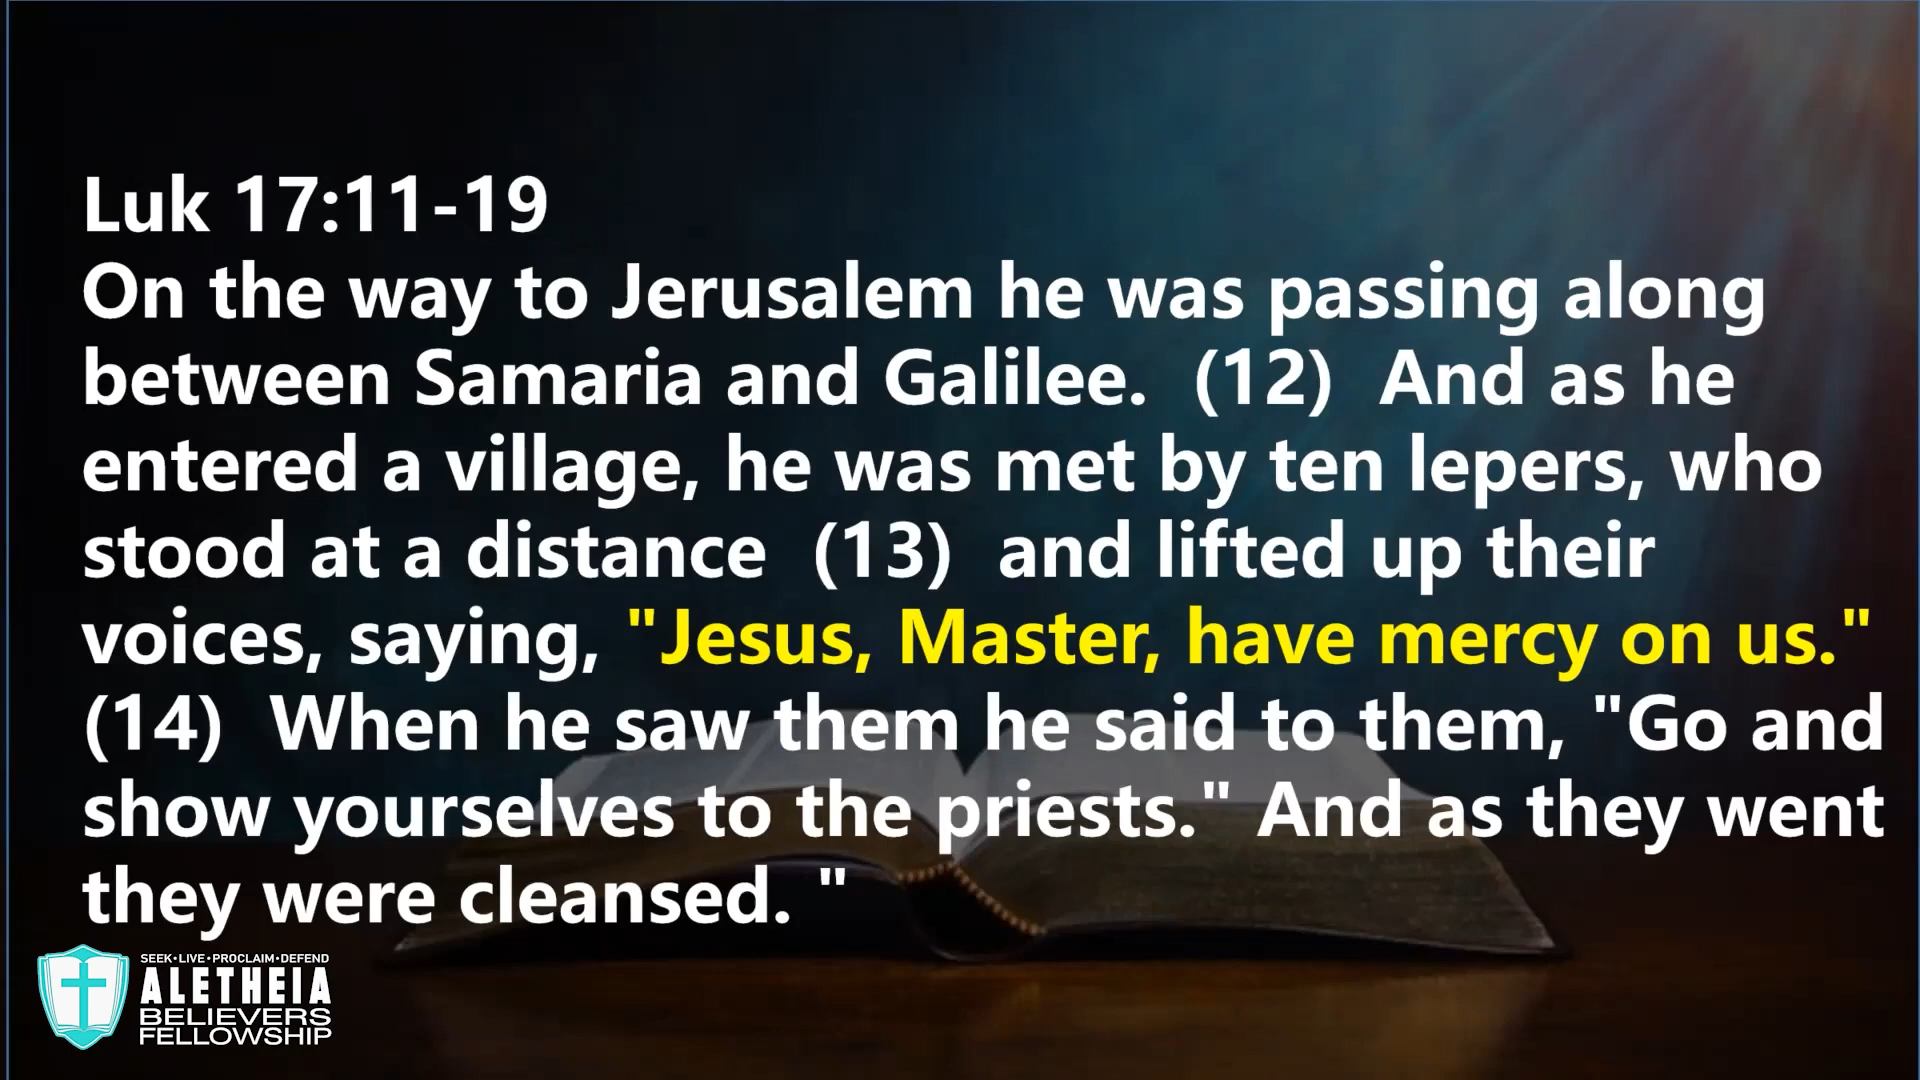 Luk 17:11-19
On the way to Jerusalem he was passing along
between Samaria and Galilee.  (12)  And as he
entered a village, he was met by ten lepers, who
stood at a distance  (13)  and lifted up their
voices, saying, "Jesus, Master, have mercy on us."
(14)  When he saw them he said to them, "Go and
show yourselves to the priests." And as they went
they were cleansed. "
SEEK•LIVE•PROCLAIM•DEFEND
ALETHEIA
BELIEVERS
FELLOWSHIP